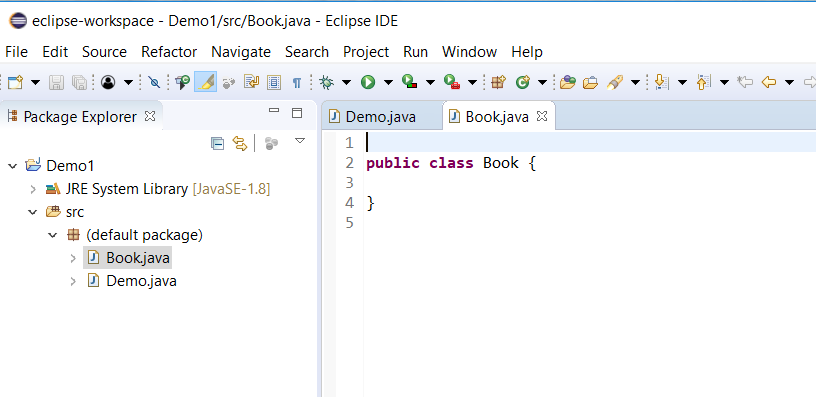 eclipse-workspace - Demo1/src/Book.java - Eclipse IDE
File Edit Source Refactor Navigate Search Project Run Window Help
Package Explorer
Demo1
JRE System Library [JavaSE-1.8]
src
(default package)
Book.java
Demo.java
Demo.java Book.java
1
2 public class Book {
3
4 }
5